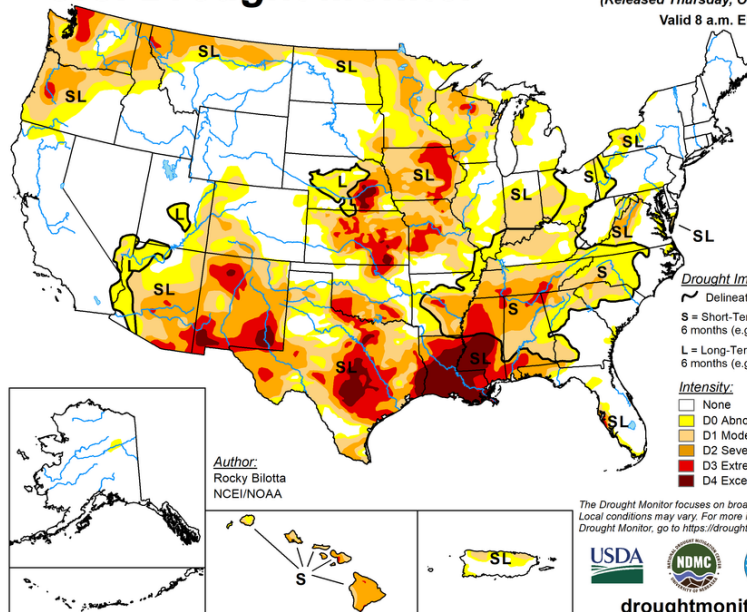 (Released Thursday, O
Valid 8 a.m. E
SL
SL
SL
SL
SL
L
SL
S
SL
SL
L
L
SL
S
SL
S
SL
SL
SL
Drought Im
Delineat
S = Short-Ter
6 months (e.g
L = Long-Ter
6 months (e.g
Intensity:
None
D0 Abno
D1 Mode
D2 Seve
D3 Extre
D4 Exce
Author:
Rocky Bilotta
NCEI/NOAA
S
SL
The Drought Monitor focuses on broa
Local conditions may vary. For more i
Drought Monitor, go to https://drought
USDA
NDMC
droughtmonit